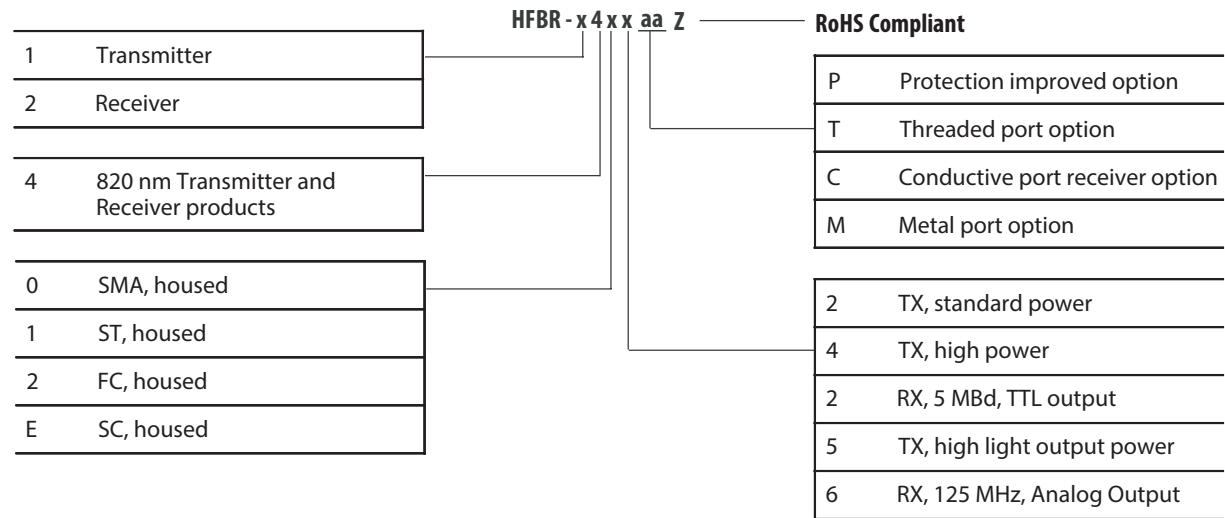 HFBR - x 4 x x aa Z
RoHS Compliant
1 Transmitter
2 Receiver
4 820 nm Transmitter and
Receiver products
0 SMA, housed
1 ST, housed
2 FC, housed
E SC, housed
P Protection improved option
T Threaded port option
C Conductive port receiver option
M Metal port option
2 TX, standard power
4 TX, high power
2 RX, 5 MBd, TTL output
5 TX, high light output power
6 RX, 125 MHz, Analog Output